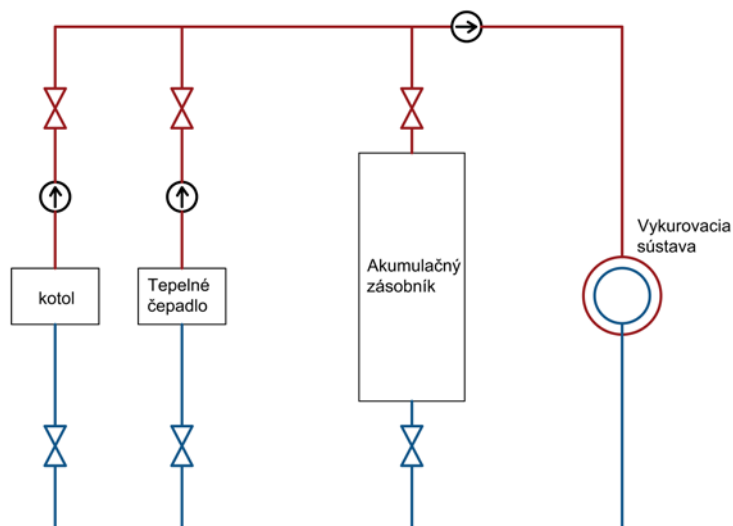 kotol
Tepelné
čepadlo
Akumulačný
zásobník
Vykurovacia
sústava